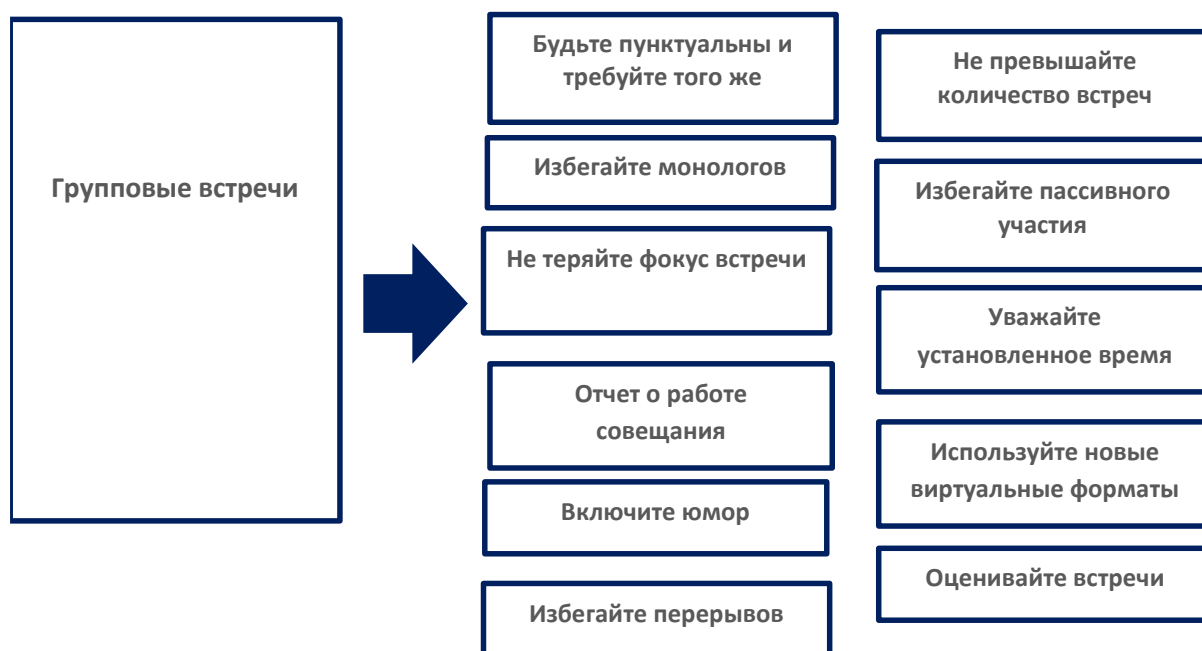 Групповые встречи
Будьте пунктуальны и
требуйте того же
Избегайте монологов
Не теряйте фокус встречи
Отчет о работе
совещания
Включите юмор
Избегайте перерывов
Не превышайте
количество встреч
Избегайте пассивного
участия
Уважайте
установленное время
Используйте новые
виртуальные форматы
Оценивайте встречи